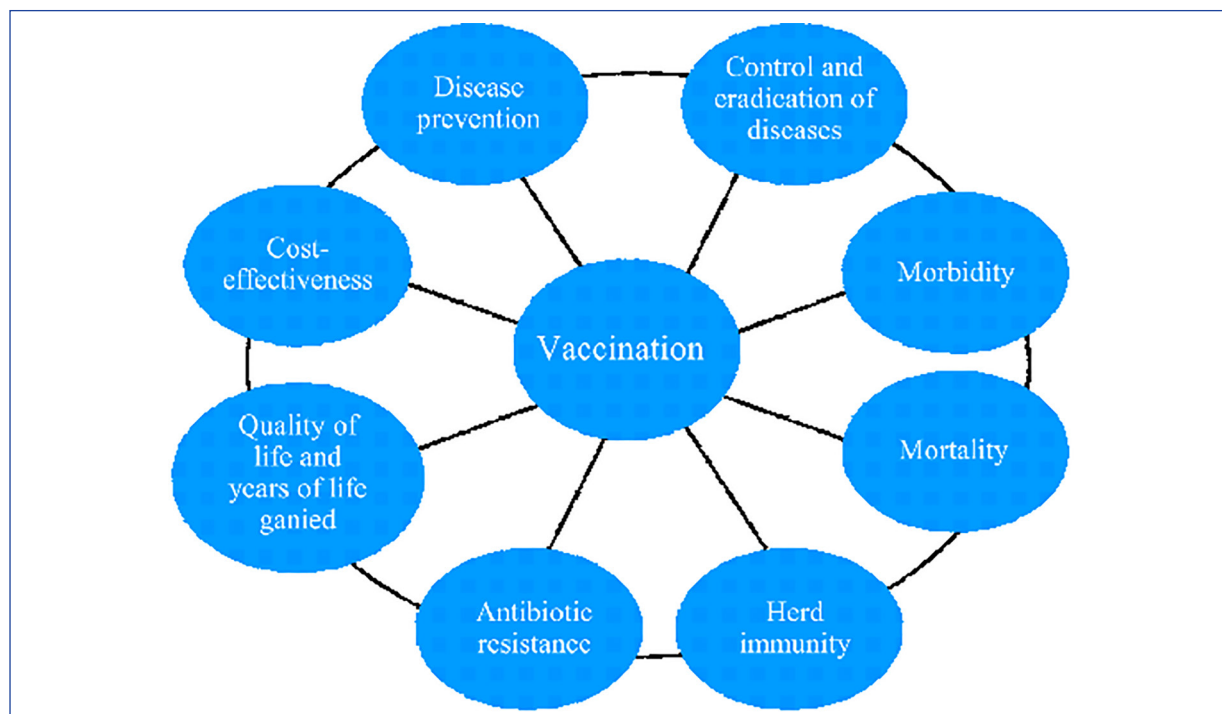 Disease
prevention
Control and
eradication of
diseases
Cost-
effectiveness
Morbidity
Vaccination
Quality of
life and
years of life
ganied
Mortality
Antibiotic
resistance
Herd
immunity